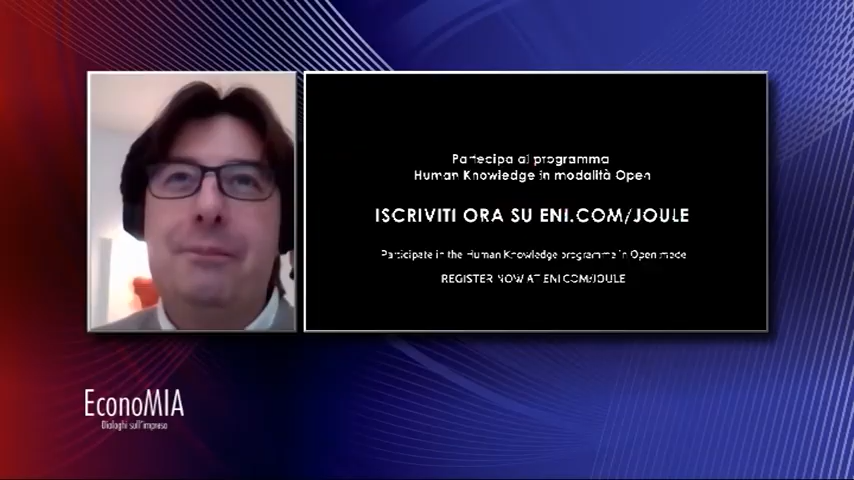 Partecipa al programma
Human Knowledge in modalità Open
ISCRIVITI ORA SU ENI.COM/JOULE
Participate in the Human Knowledge programme in Open mode
REGISTER NOW AT ENI.COM/JOULE
EconoMIA
Dialoghi sull'impresa